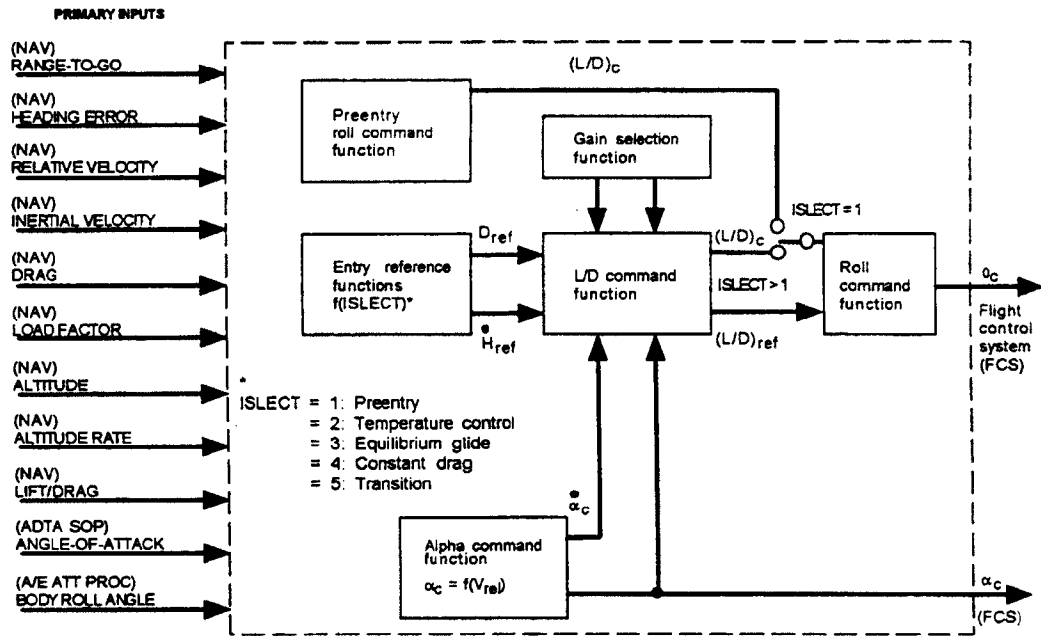 PRIMARY INPUTS
(NAV)
RANGE-TO-GO
(NAV)
HEADING ERROR
(NAV)
RELATIVE VELOCITY
(NAV)
INERTIAL VELOCITY
(NAV)
DRAG
(NAV)
LOAD FACTOR
(NAV)
ALTITUDE
(NAV)
ALTITUDE RATE
(NAV)
LIFT/DRAG
(ADTA SOP)
ANGLE-OF-ATTACK
(A/E ATT PROC)
BODY ROLL ANGLE
Preentry
roll command
function
(L/D)c
Gain selection
function
ISLECT = 1
Entry reference
functions
f(ISLECT)*
Dref
Ḣref
L/D command
function
(L/D)c
ISLECT > 1
(L/D)ref
Roll
command
function
0c
Flight
control
system
(FCS)
*
ISLECT = 1: Preentry
= 2: Temperature control
= 3: Equilibrium glide
= 4: Constant drag
= 5: Transition
α̇c
Alpha command
function
αc = f(Vrel)
αc
(FCS)